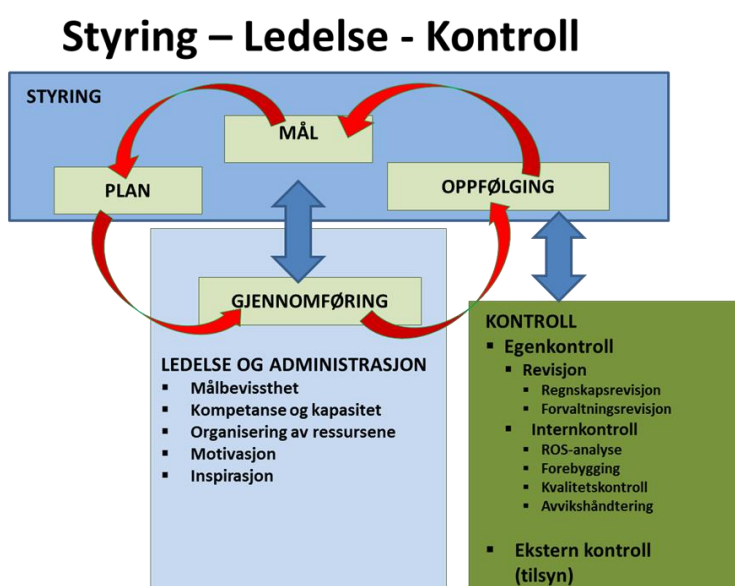 Styring – Ledelse - Kontroll
STYRING
MÅL
PLAN
OPPFØLGING
GJENNOMFØRING
LEDELSE OG ADMINISTRASJON
▪ Målbevissthet
▪ Kompetanse og kapasitet
▪ Organisering av ressursene
▪ Motivasjon
▪ Inspirasjon
KONTROLL
▪ Egenkontroll
▪ Revisjon
▪ Regnskapsrevisjon
▪ Forvaltningsrevisjon
▪ Internkontroll
▪ ROS-analyse
▪ Forebygging
▪ Kvalitetskontroll
▪ Avvikshåndtering
▪ Ekstern kontroll
(tilsyn)